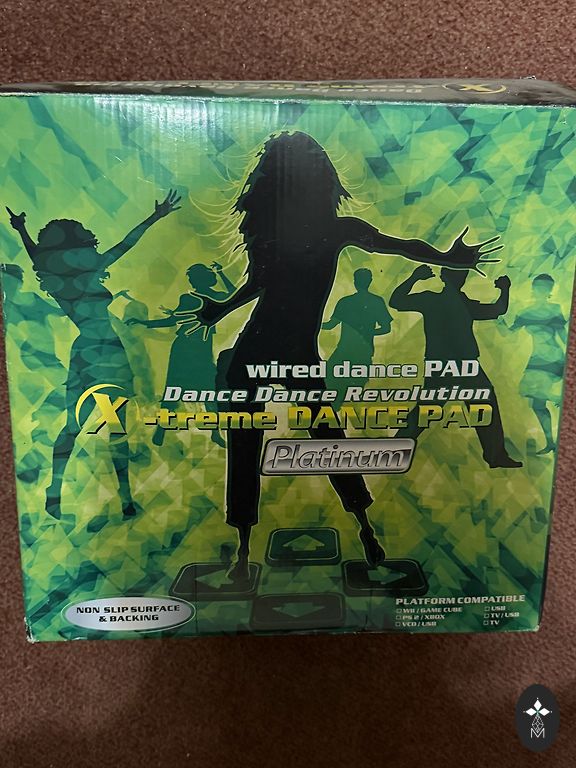 wired dance PAD
Dance Dance Revolution
X-treme DANCE PAD
Platinum
NON SLIP SURFACE
& BACKING
PLATFORM COMPATIBLE
WII / GAME CUBE
USB
PS 2 / XBOX
TV / USB
VCD / USB
TV
M